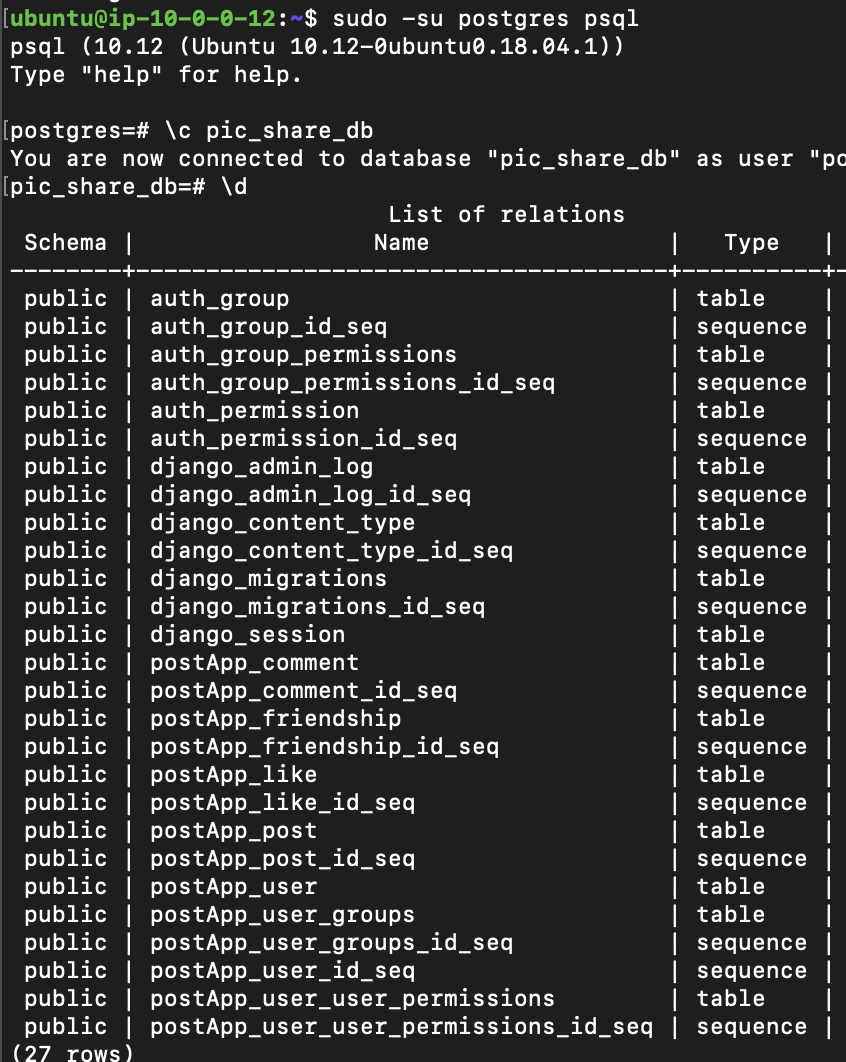 [ubuntu@ip-10-0-0-12:~$ sudo -su postgres psql
psql (10.12 (Ubuntu 10.12-0ubuntu0.18.04.1))
Type "help" for help.
[postgres=# \c pic_share_db
You are now connected to database "pic_share_db" as user "po
[pic_share_db=# \d
List of relations
Schema | Name | Type |
--------+--------------------------------------+----------+-
public | auth_group | table |
public | auth_group_id_seq | sequence |
public | auth_group_permissions | table |
public | auth_group_permissions_id_seq | sequence |
public | auth_permission | table |
public | auth_permission_id_seq | sequence |
public | django_admin_log | table |
public | django_admin_log_id_seq | sequence |
public | django_content_type | table |
public | django_content_type_id_seq | sequence |
public | django_migrations | table |
public | django_migrations_id_seq | sequence |
public | django_session | table |
public | postApp_comment | table |
public | postApp_comment_id_seq | sequence |
public | postApp_friendship | table |
public | postApp_friendship_id_seq | sequence |
public | postApp_like | table |
public | postApp_like_id_seq | sequence |
public | postApp_post | table |
public | postApp_post_id_seq | sequence |
public | postApp_user | table |
public | postApp_user_groups | table |
public | postApp_user_groups_id_seq | sequence |
public | postApp_user_id_seq | sequence |
public | postApp_user_user_permissions | table |
public | postApp_user_user_permissions_id_seq | sequence |
(27 rows)